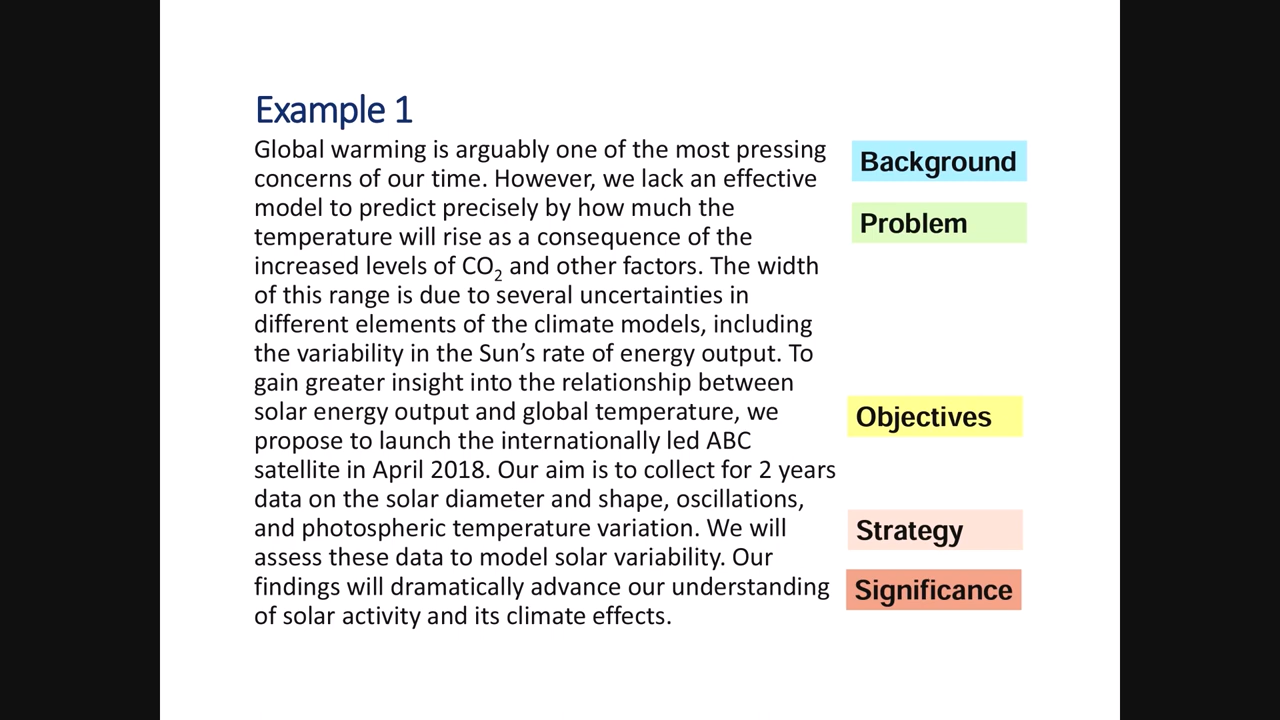 Example 1
Global warming is arguably one of the most pressing
concerns of our time. However, we lack an effective
model to predict precisely by how much the
temperature will rise as a consequence of the
increased levels of CO₂ and other factors. The width
of this range is due to several uncertainties in
different elements of the climate models, including
the variability in the Sun’s rate of energy output. To
gain greater insight into the relationship between
solar energy output and global temperature, we
propose to launch the internationally led ABC
satellite in April 2018. Our aim is to collect for 2 years
data on the solar diameter and shape, oscillations,
and photospheric temperature variation. We will
assess these data to model solar variability. Our
findings will dramatically advance our understanding
of solar activity and its climate effects.
Background
Problem
Objectives
Strategy
Significance